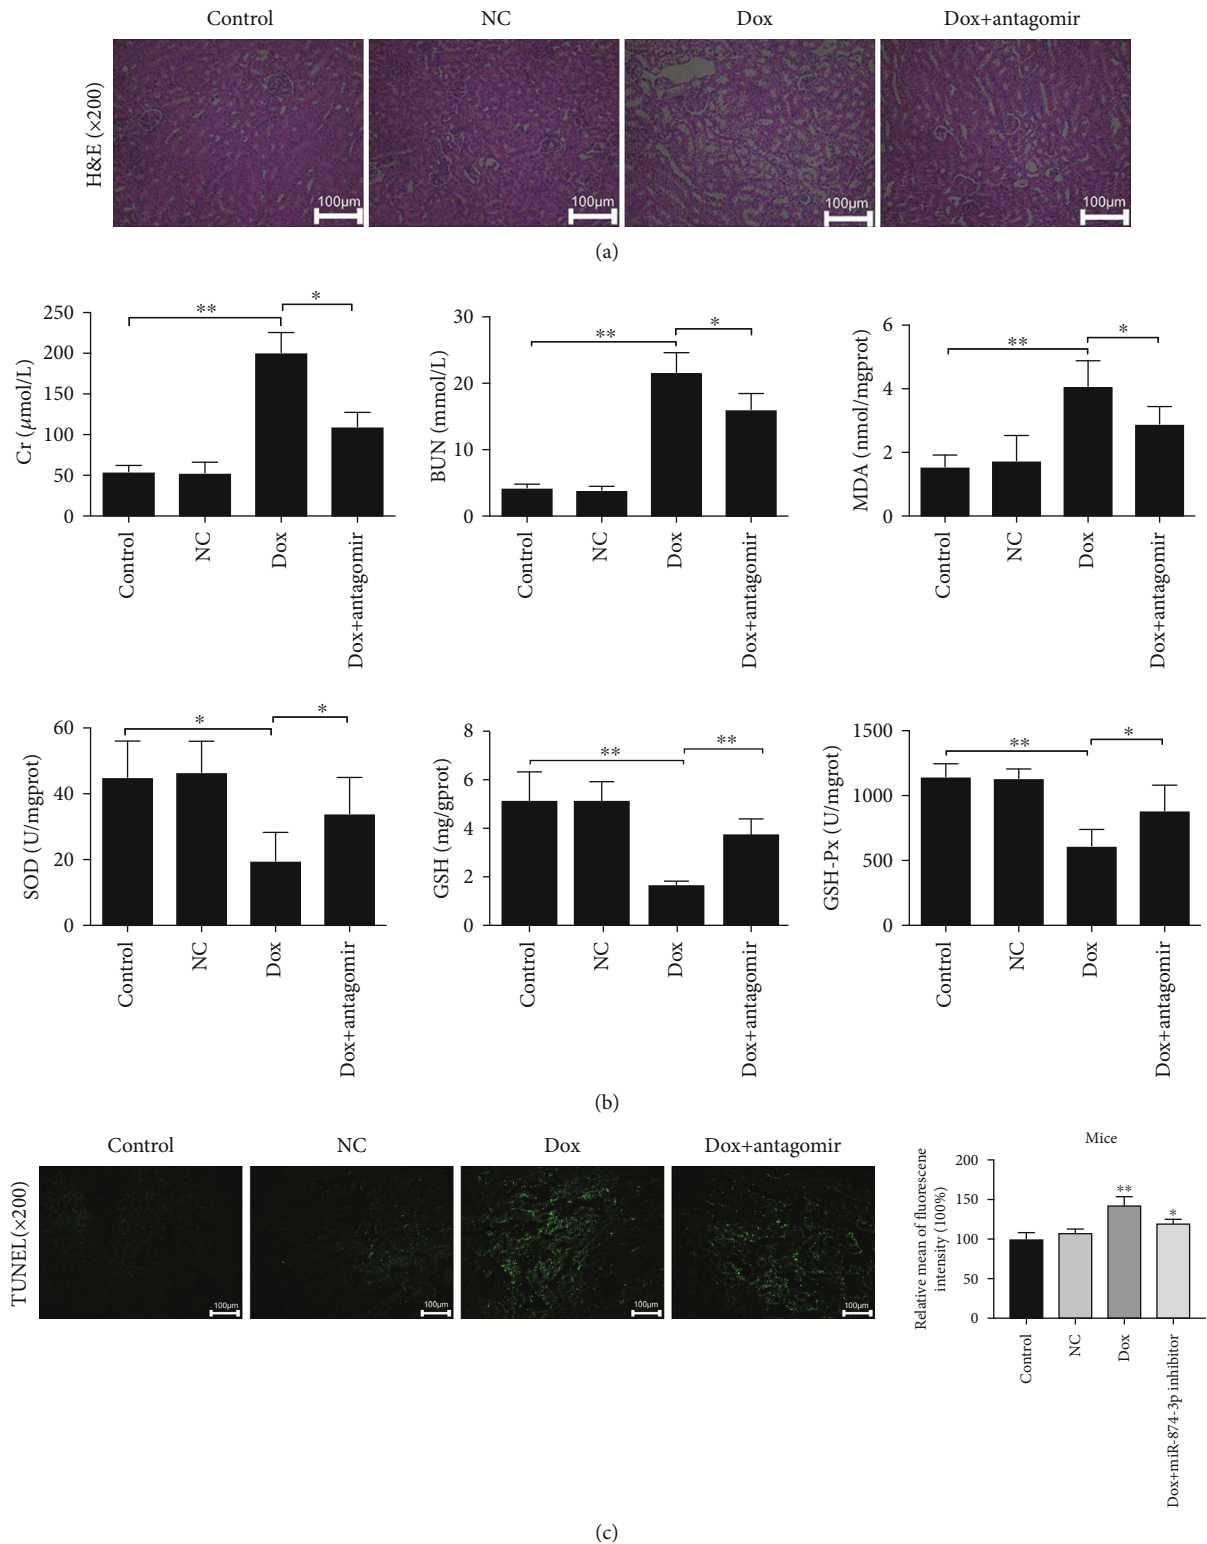 Control NC Dox Dox+antagomir
H&E (×200)
100μm 100μm 100μm 100μm
(a)
Cr (μmol/L)
250
200
150
100
50
0
** *
Control NC Dox Dox+antagomir
BUN (mmol/L)
30
20
10
0
** *
Control NC Dox Dox+antagomir
MDA (nmol/mgprot)
6
4
2
0
** *
Control NC Dox Dox+antagomir
SOD (U/mgprot)
60
40
20
0
* *
Control NC Dox Dox+antagomir
GSH (mg/gprot)
8
6
4
2
0
** **
Control NC Dox Dox+antagomir
GSH-Px (U/mgrot)
1500
1000
500
0
** *
Control NC Dox Dox+antagomir
(b)
Control NC Dox Dox+antagomir
TUNEL(×200)
100μm 100μm 100μm 100μm
Mice
Relative mean of fluorescene
intensity (100%)
200
150
100
50
0
** *
Control NC Dox Dox+miR-874-3p inhibitor
(c)